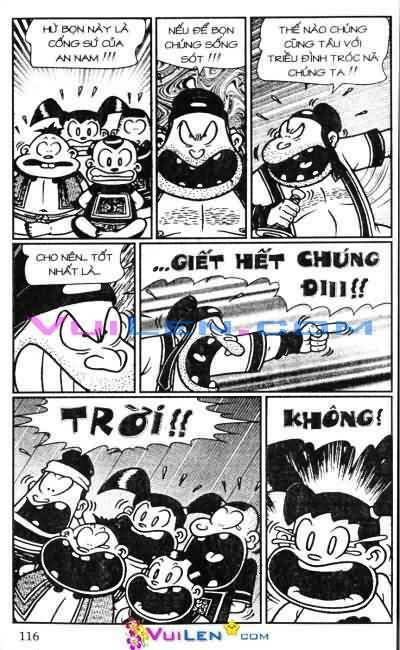 HỪ BỌN NÀY LÀ
CỐNG SỨ CỦA
AN NAM !!!
NẾU ĐỂ BỌN
CHÚNG SỐNG
SÓT !!!
THẾ NÀO CHÚNG
CŨNG TÂU VỚI
TRIỀU ĐÌNH TRÓC NÃ
CHÚNG TA !!
CHO NÊN... TỐT
NHẤT LÀ...
...GIẾT HẾT CHÚNG
ĐIII!!
VUILEN.COM
TRỜI!!
KHÔNG!
116
VUILEN.COM